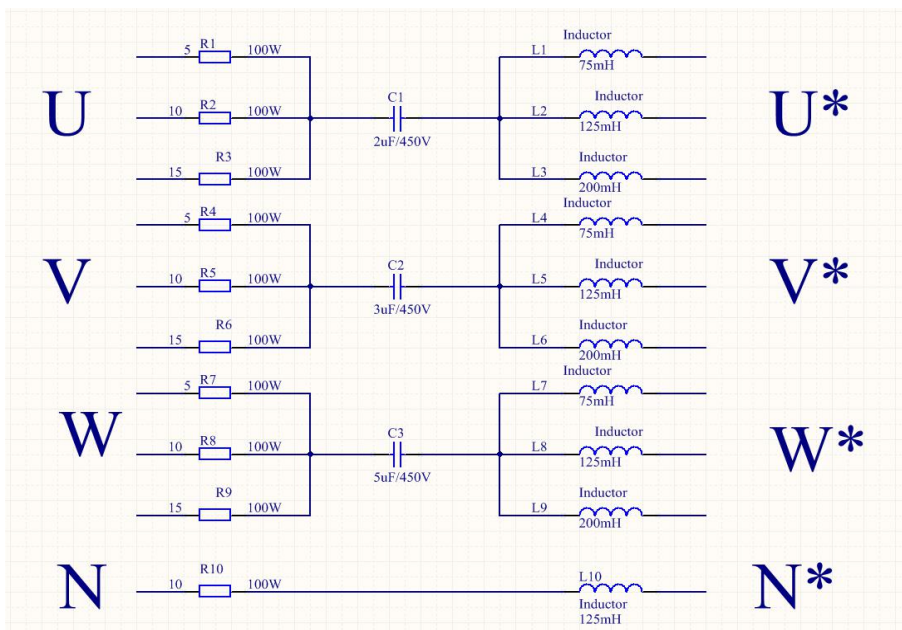 Inductor
5 R1 100W L1
75mH
U 10 R2 100W C1 L2 Inductor U*
2uF/450V 125mH
15 R3 100W L3 Inductor
200mH
Inductor
5 R4 100W L4
75mH
V 10 R5 100W C2 L5 Inductor V*
3uF/450V 125mH
15 R6 100W L6 Inductor
200mH
Inductor
5 R7 100W L7
75mH
W 10 R8 100W C3 L8 Inductor W*
5uF/450V 125mH
15 R9 100W L9 Inductor
200mH
N 10 R10 100W L10 N*
Inductor
125mH